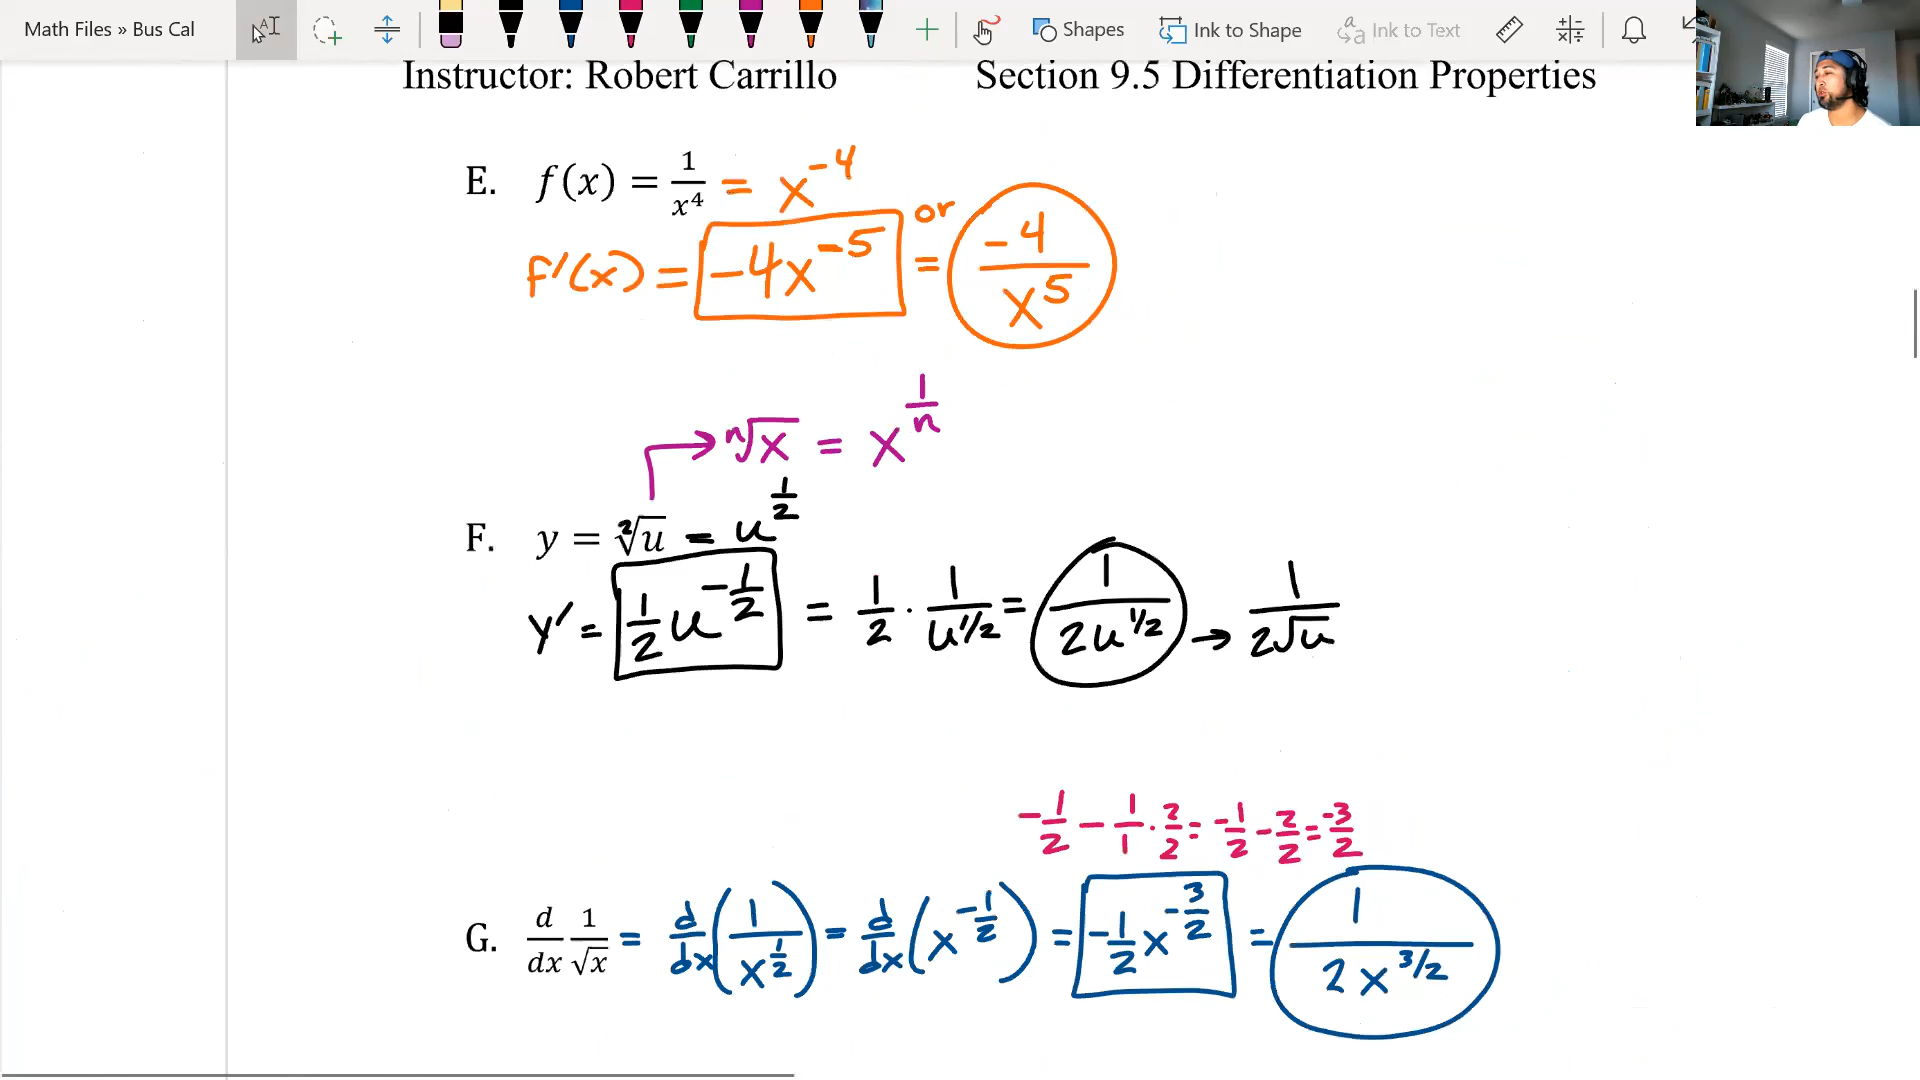 Math Files » Bus Cal
Shapes
Ink to Shape
Ink to Text
Instructor: Robert Carrillo
Section 9.5 Differentiation Properties
E. f(x) = 1/x⁴ = x⁻⁴
f'(x) = -4x⁻⁵ or = -4/x⁵
ⁿ√x = x^(1/n)
F. y = ²√u = u^(1/2)
y' = 1/2 u^(-1/2) = 1/2 · 1/u^(1/2) = 1/(2u^(1/2)) → 1/(2√u)
-1/2 - 1/1 · 2/2 = -1/2 - 2/2 = -3/2
G. d/dx 1/√x = d/dx (1/x^(1/2)) = d/dx (x^(-1/2)) = -1/2 x^(-3/2) = 1/(2x^(3/2))